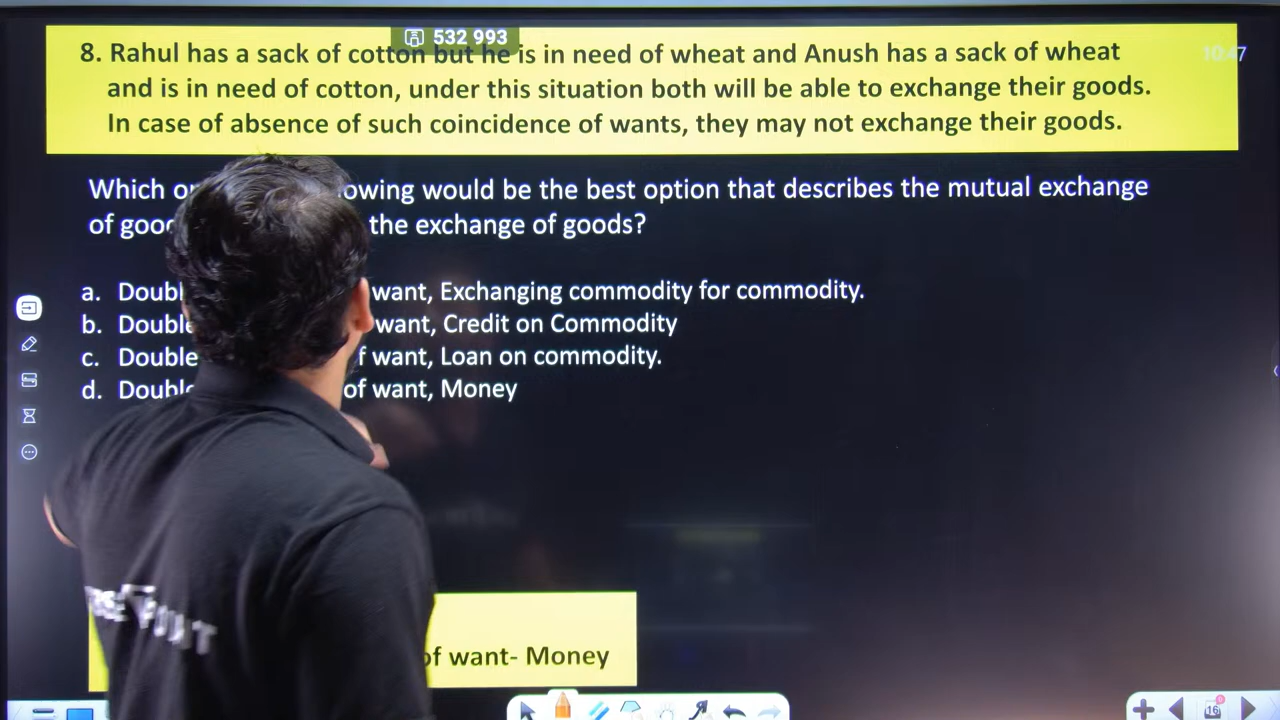 532 993
10:47
8. Rahul has a sack of cotton but he is in need of wheat and Anush has a sack of wheat
and is in need of cotton, under this situation both will be able to exchange their goods.
In case of absence of such coincidence of wants, they may not exchange their goods.
Which owing would be the best option that describes the mutual exchange
of the exchange of goods?
a. want, Exchanging commodity for commodity.
b. want, Credit on Commodity
c. Double want, Loan on commodity.
d. of want, Money
of want- Money
16